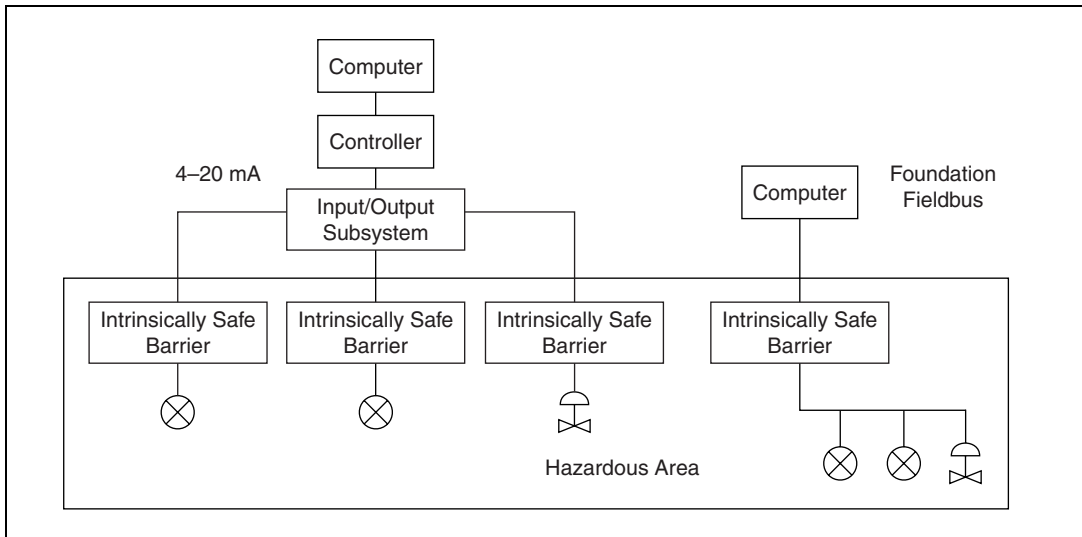 Computer
Controller
4–20 mA
Input/Output
Subsystem
Computer
Foundation
Fieldbus
Intrinsically Safe
Barrier
Intrinsically Safe
Barrier
Intrinsically Safe
Barrier
Intrinsically Safe
Barrier
Hazardous Area